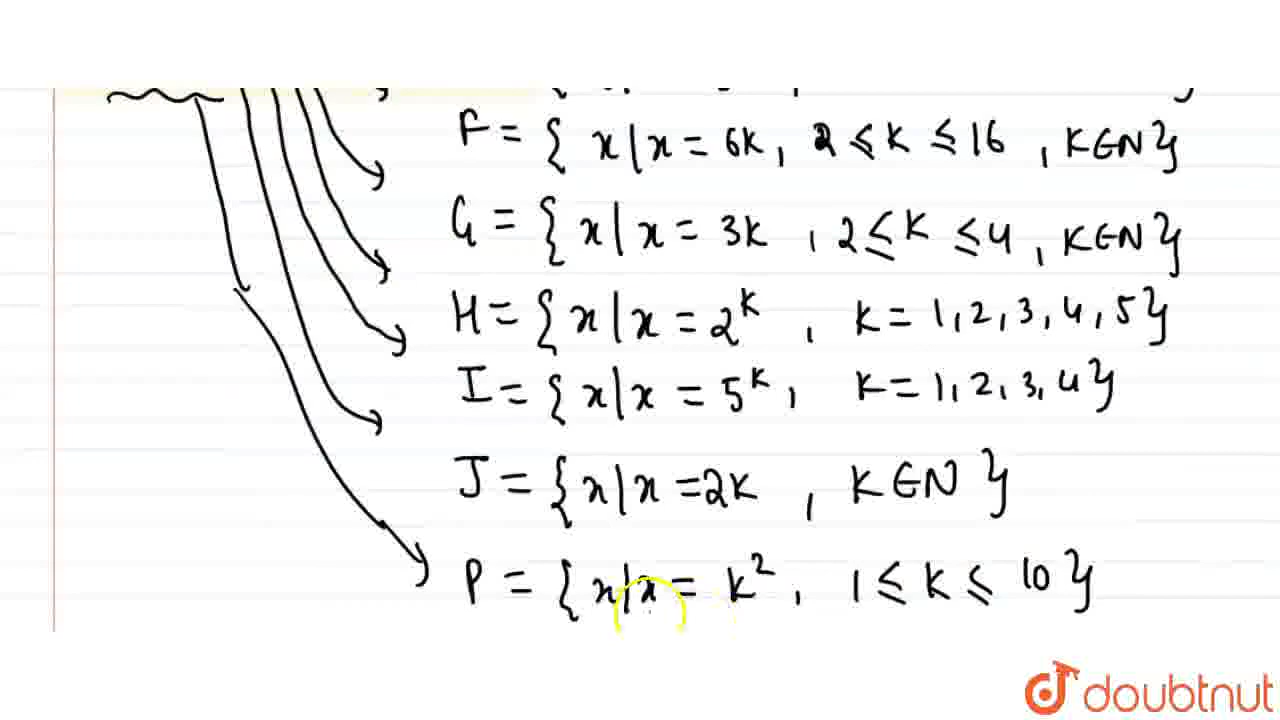 F = { x | x = 6k, 2 ≤ k ≤ 16, K∈N}
G = { x | x = 3k, 2 ≤ k ≤ 4, K∈N}
H = { x | x = 2^k, k = 1, 2, 3, 4, 5}
I = { x | x = 5^k, k = 1, 2, 3, 4}
J = { x | x = 2k, K∈N}
P = { x | x = k², 1 ≤ k ≤ 10}
doubtnut